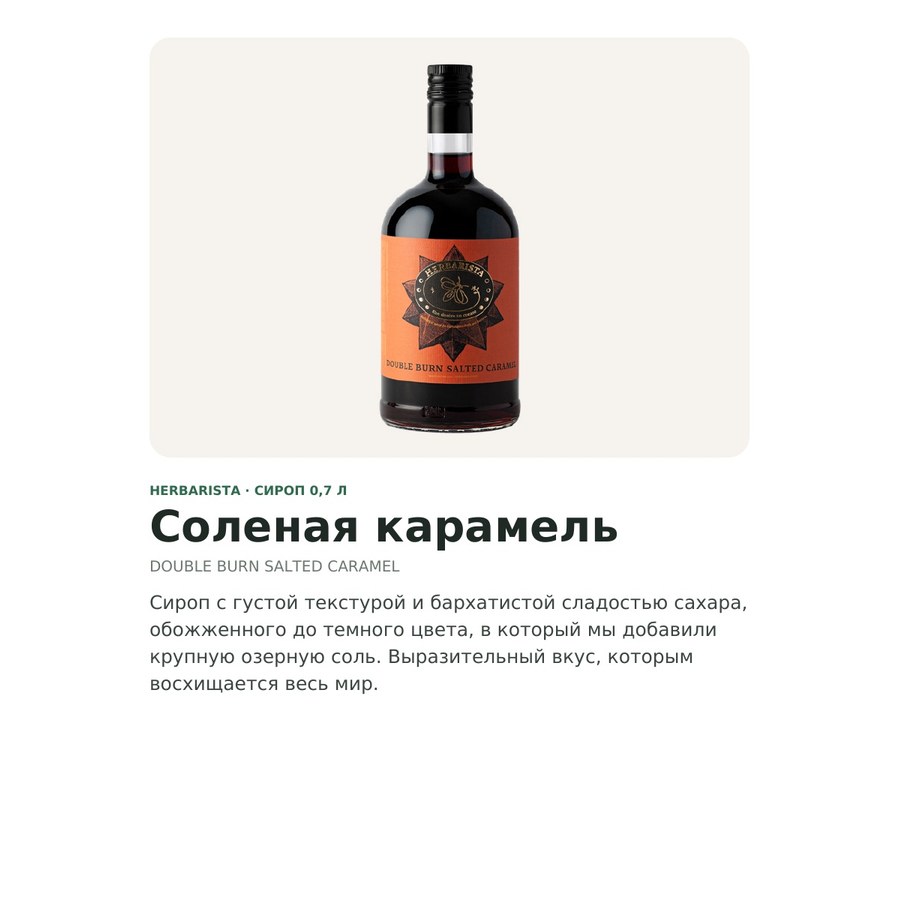 HERBARISTA
DOUBLE BURN SALTED CARAMEL
HERBARISTA · СИРОП 0,7 Л
Соленая карамель
DOUBLE BURN SALTED CARAMEL
Сироп с густой текстурой и бархатистой сладостью сахара,
обожженного до темного цвета, в который мы добавили
крупную озерную соль. Выразительный вкус, которым
восхищается весь мир.